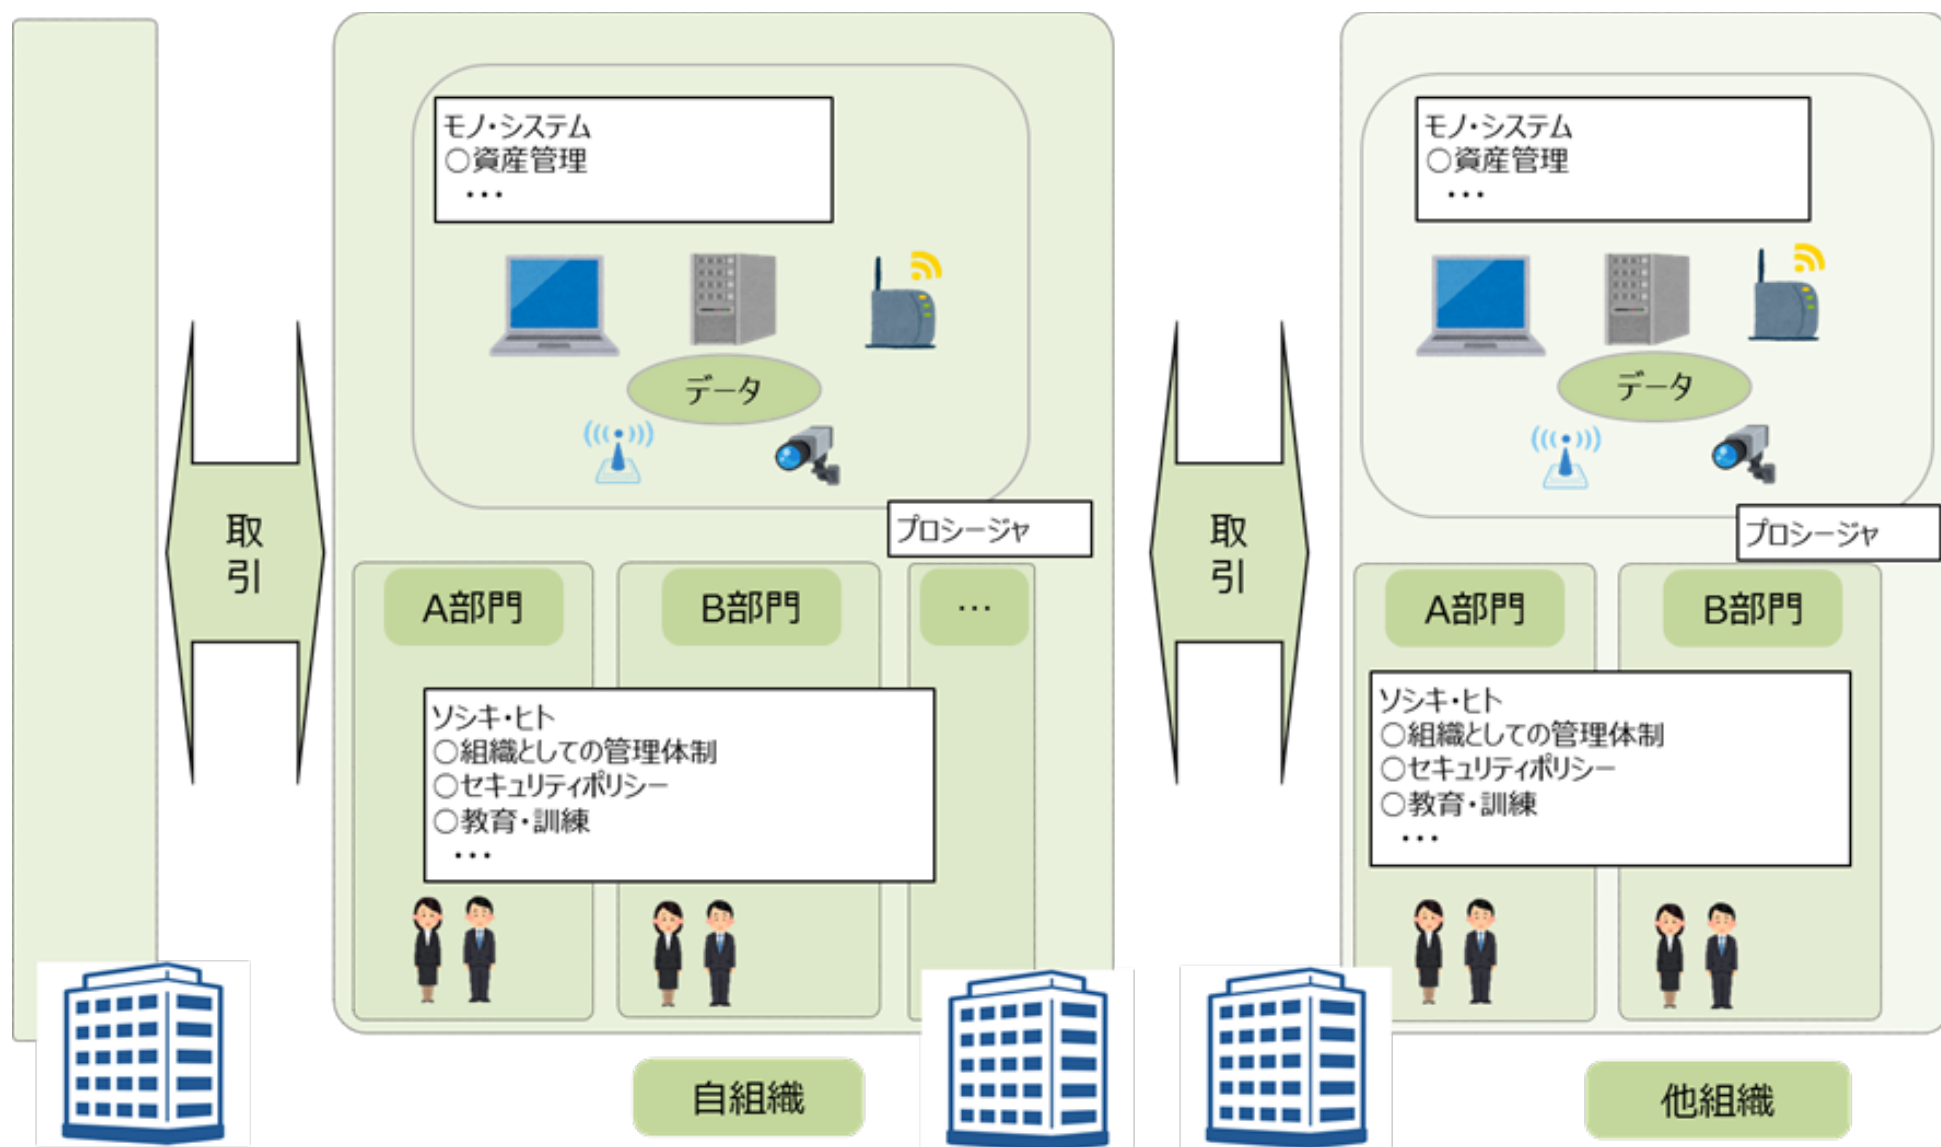 取
引
モノ・システム
○資産管理
・・・
データ
プロシージャ
A部門
B部門
…
ソシキ・ヒト
○組織としての管理体制
○セキュリティポリシー
○教育・訓練
・・・
自組織
取
引
モノ・システム
○資産管理
・・・
データ
プロシージャ
A部門
B部門
ソシキ・ヒト
○組織としての管理体制
○セキュリティポリシー
○教育・訓練
・・・
他組織